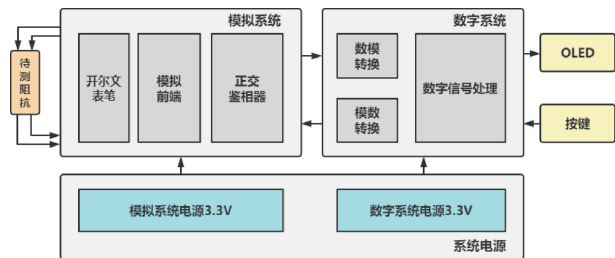 模拟系统
数字系统
待
测
阻
抗
开尔文
表笔
模拟
前端
正交
鉴相器
数模
转换
模数
转换
数字信号处理
OLED
按键
模拟系统电源3.3V
数字系统电源3.3V
系统电源